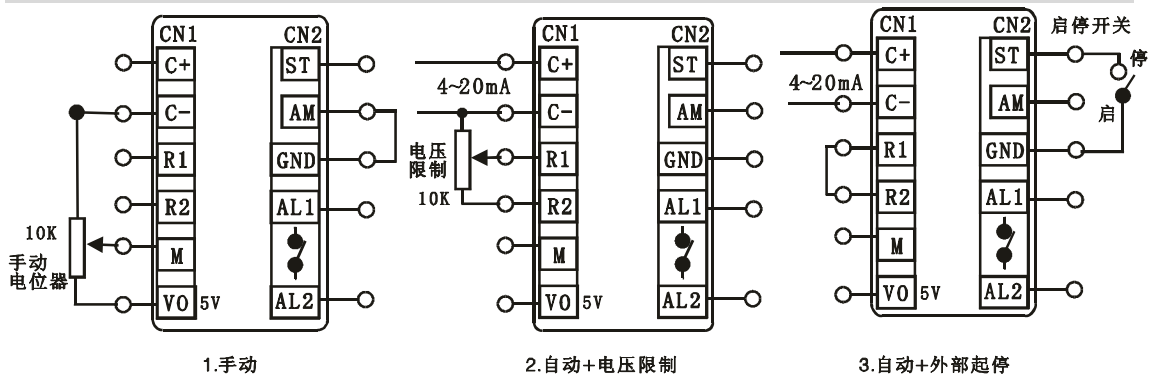 CN1 CN2
C+ ST
C- AM
R1 GND
R2 AL1
M
VO 5V AL2
10K
手动
电位器
1.手动
CN1 CN2
C+ ST
4~20mA
C- AM
电压
限制
R1 GND
10K
R2 AL1
M
VO 5V AL2
2.自动+电压限制
CN1 CN2
启停开关
C+ ST
停
4~20mA
C- AM
启
R1 GND
R2 AL1
M
VO 5V AL2
3.自动+外部起停